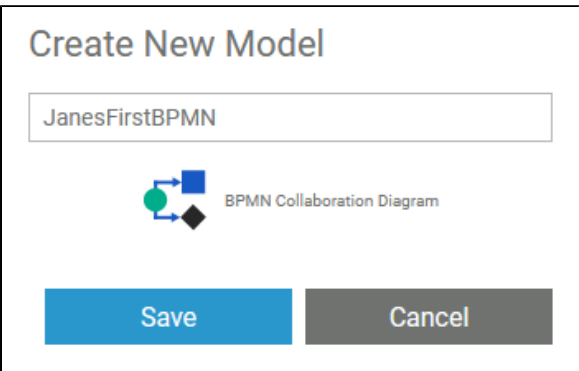 Create New Model
JanesFirstBPMN
BPMN Collaboration Diagram
Save
Cancel